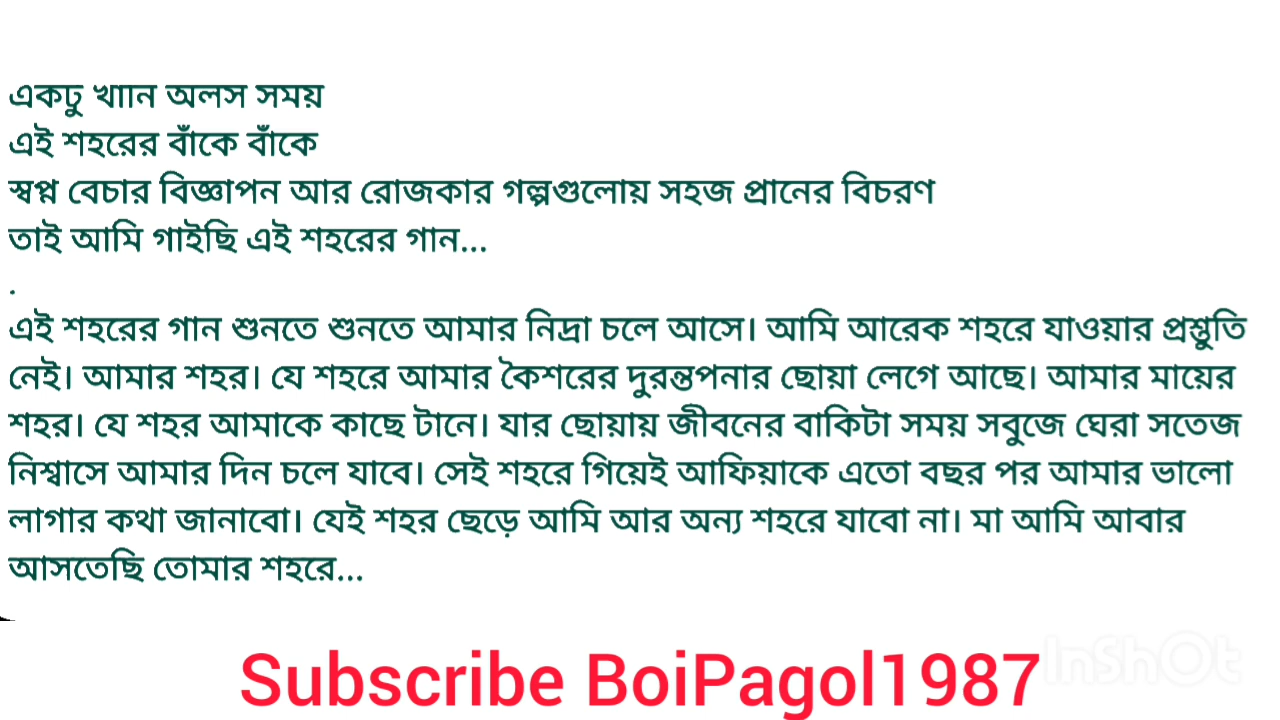 একটু খাানি অলস সময়
এই শহরের বাঁকে বাঁকে
স্বপ্ন বেচার বিজ্ঞাপন আর রোজকার গল্পগুলোয় সহজ প্রানের বিচরণ
তাই আমি গাইছি এই শহরের গান...
.
এই শহরের গান শুনতে শুনতে আমার নিদ্রা চলে আসে। আমি আরেক শহরে যাওয়ার প্রস্তুতি
নেই। আমার শহর। যে শহরে আমার কৈশরের দুরন্তপনার ছোয়া লেগে আছে। আমার মায়ের
শহর। যে শহর আমাকে কাছে টানে। যার ছোয়ায় জীবনের বাকিটা সময় সবুজে ঘেরা সতেজ
নিশ্বাসে আমার দিন চলে যাবে। সেই শহরে গিয়েই আফিয়াকে এতো বছর পর আমার ভালো
লাগার কথা জানাবো। যেই শহর ছেড়ে আমি আর অন্য শহরে যাবো না। মা আমি আবার
আসতেছি তোমার শহরে...
Subscribe BoiPagol1987
InShOt